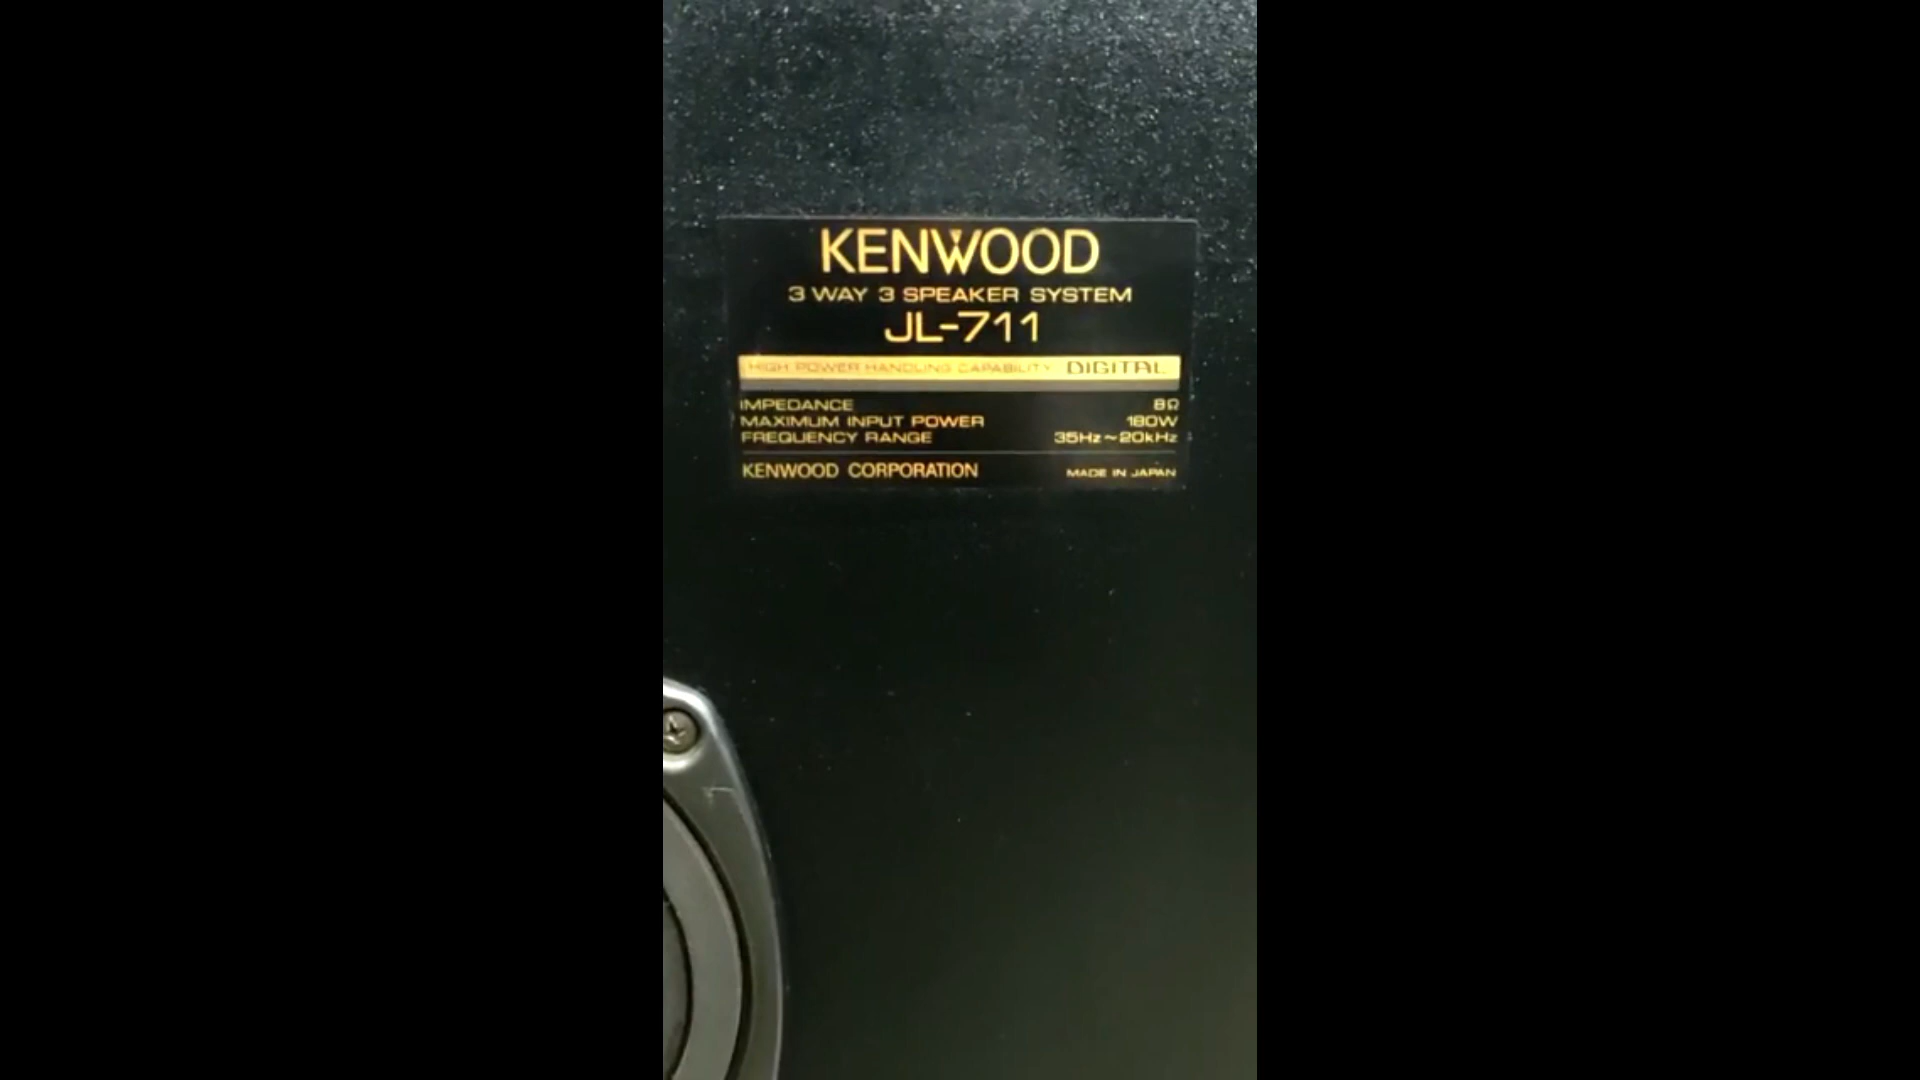 KENWOOD
3 WAY 3 SPEAKER SYSTEM
JL-711
HIGH POWER HANDLING CAPABILITY DIGITAL
IMPEDANCE 8Ω
MAXIMUM INPUT POWER 180W
FREQUENCY RANGE 35Hz~20kHz
KENWOOD CORPORATION MADE IN JAPAN